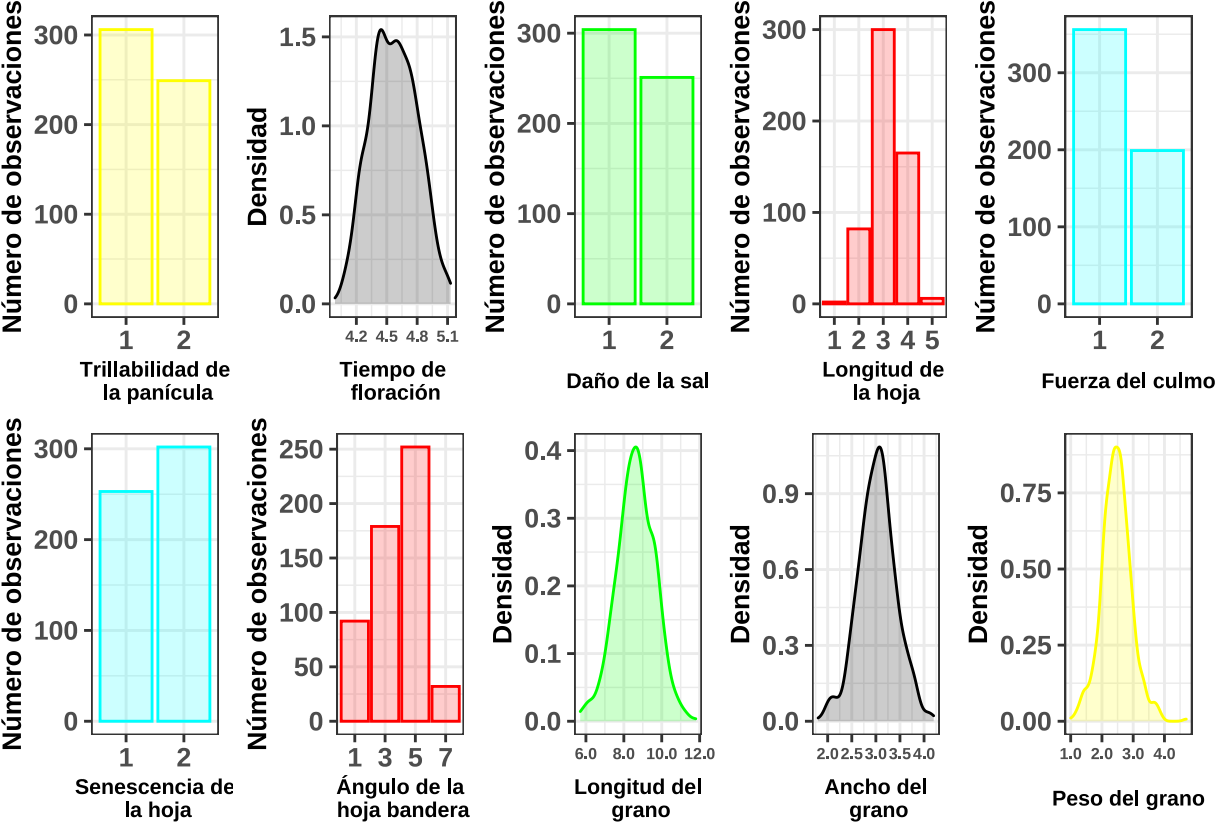 Número de observaciones
300
200
100
0
1 2
Trillabilidad de
la panícula
Densidad
1.5
1.0
0.5
0.0
4.2 4.5 4.8 5.1
Tiempo de
floración
Número de observaciones
300
200
100
0
1 2
Daño de la sal
Número de observaciones
300
200
100
0
1 2 3 4 5
Longitud de
la hoja
Número de observaciones
300
200
100
0
1 2
Fuerza del culmo
Número de observaciones
300
200
100
0
1 2
Senescencia de
la hoja
Número de observaciones
250
200
150
100
50
0
1 3 5 7
Ángulo de la
hoja bandera
Densidad
0.4
0.3
0.2
0.1
0.0
6.0 8.0 10.0 12.0
Longitud del
grano
Densidad
0.9
0.6
0.3
0.0
2.0 2.5 3.0 3.5 4.0
Ancho del
grano
Densidad
0.75
0.50
0.25
0.00
1.0 2.0 3.0 4.0
Peso del grano